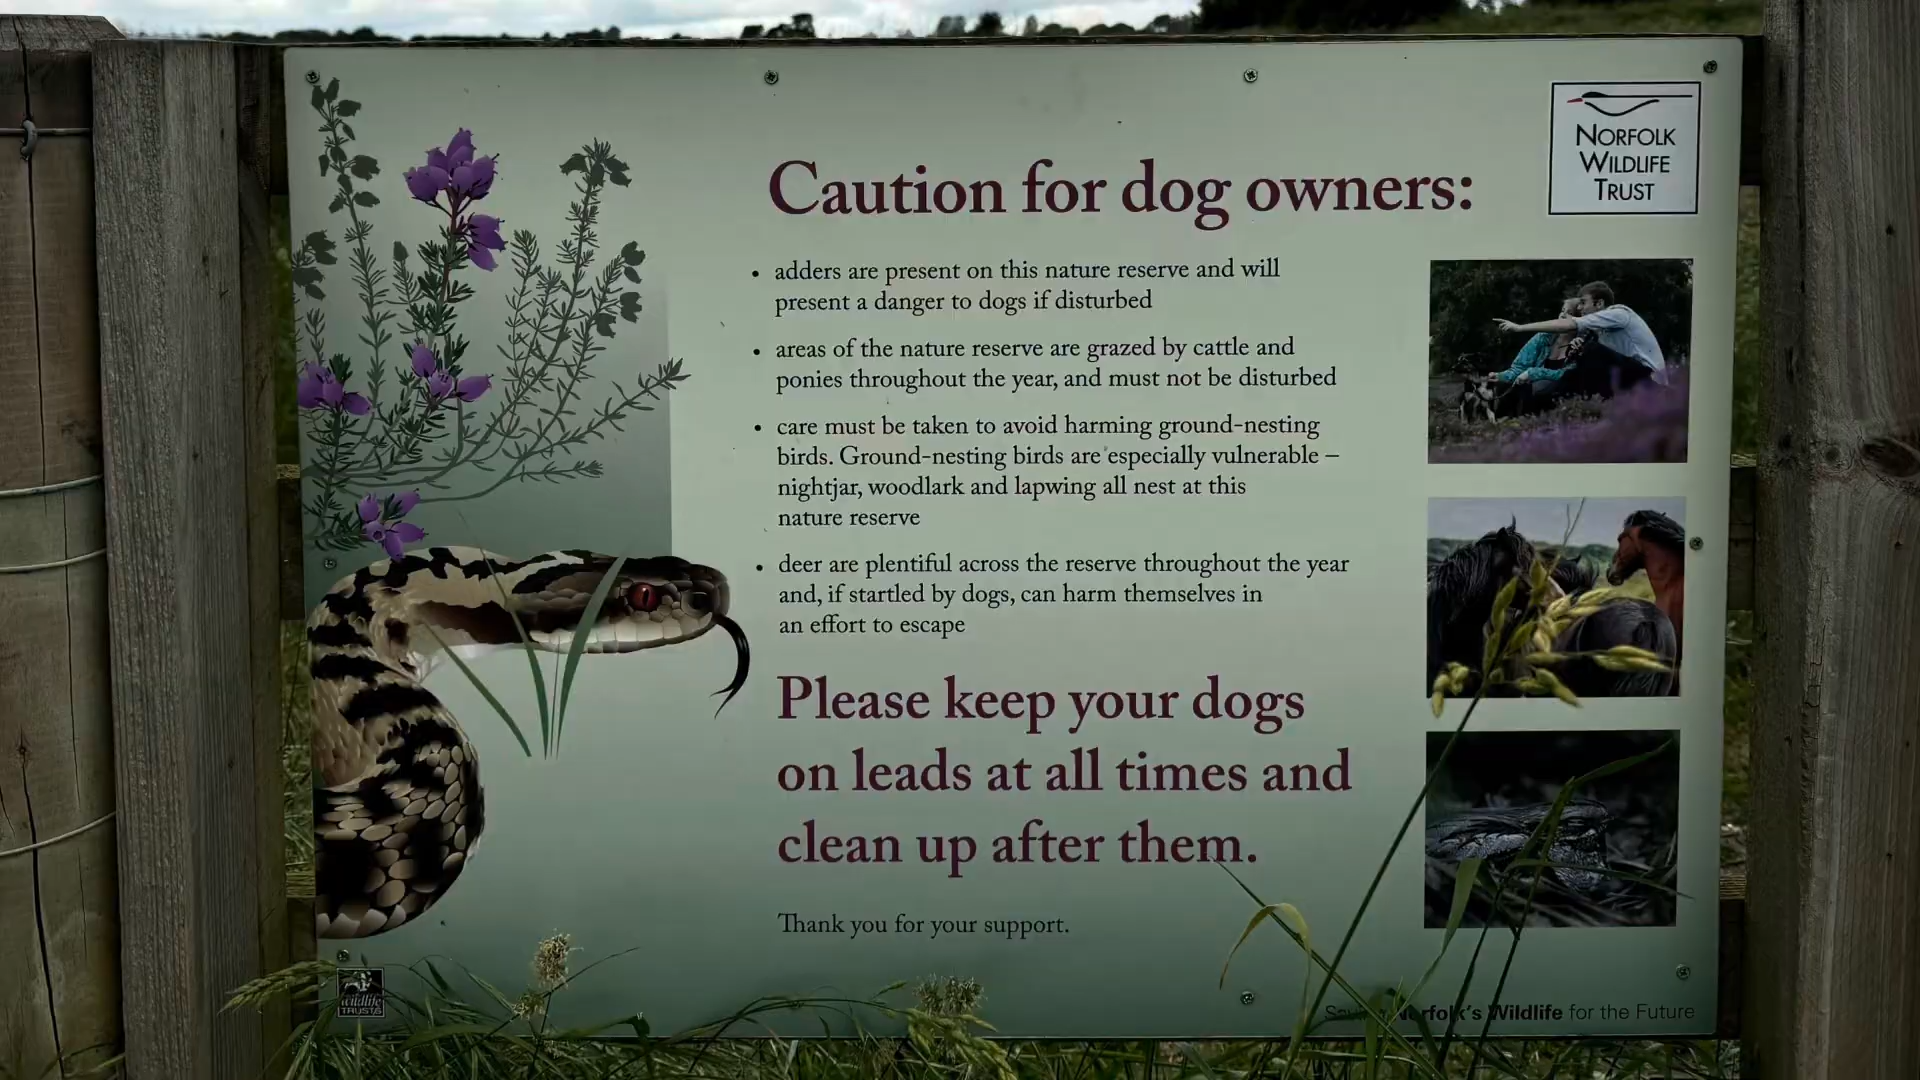 NORFOLK
WILDLIFE
TRUST
Caution for dog owners:
• adders are present on this nature reserve and will
present a danger to dogs if disturbed
• areas of the nature reserve are grazed by cattle and
ponies throughout the year, and must not be disturbed
• care must be taken to avoid harming ground-nesting
birds. Ground-nesting birds are especially vulnerable –
nightjar, woodlark and lapwing all nest at this
nature reserve
• deer are plentiful across the reserve throughout the year
and, if startled by dogs, can harm themselves in
an effort to escape
Please keep your dogs
on leads at all times and
clean up after them.
Thank you for your support.
wildlife
TRUSTS
Norfolk's Wildlife for the Future